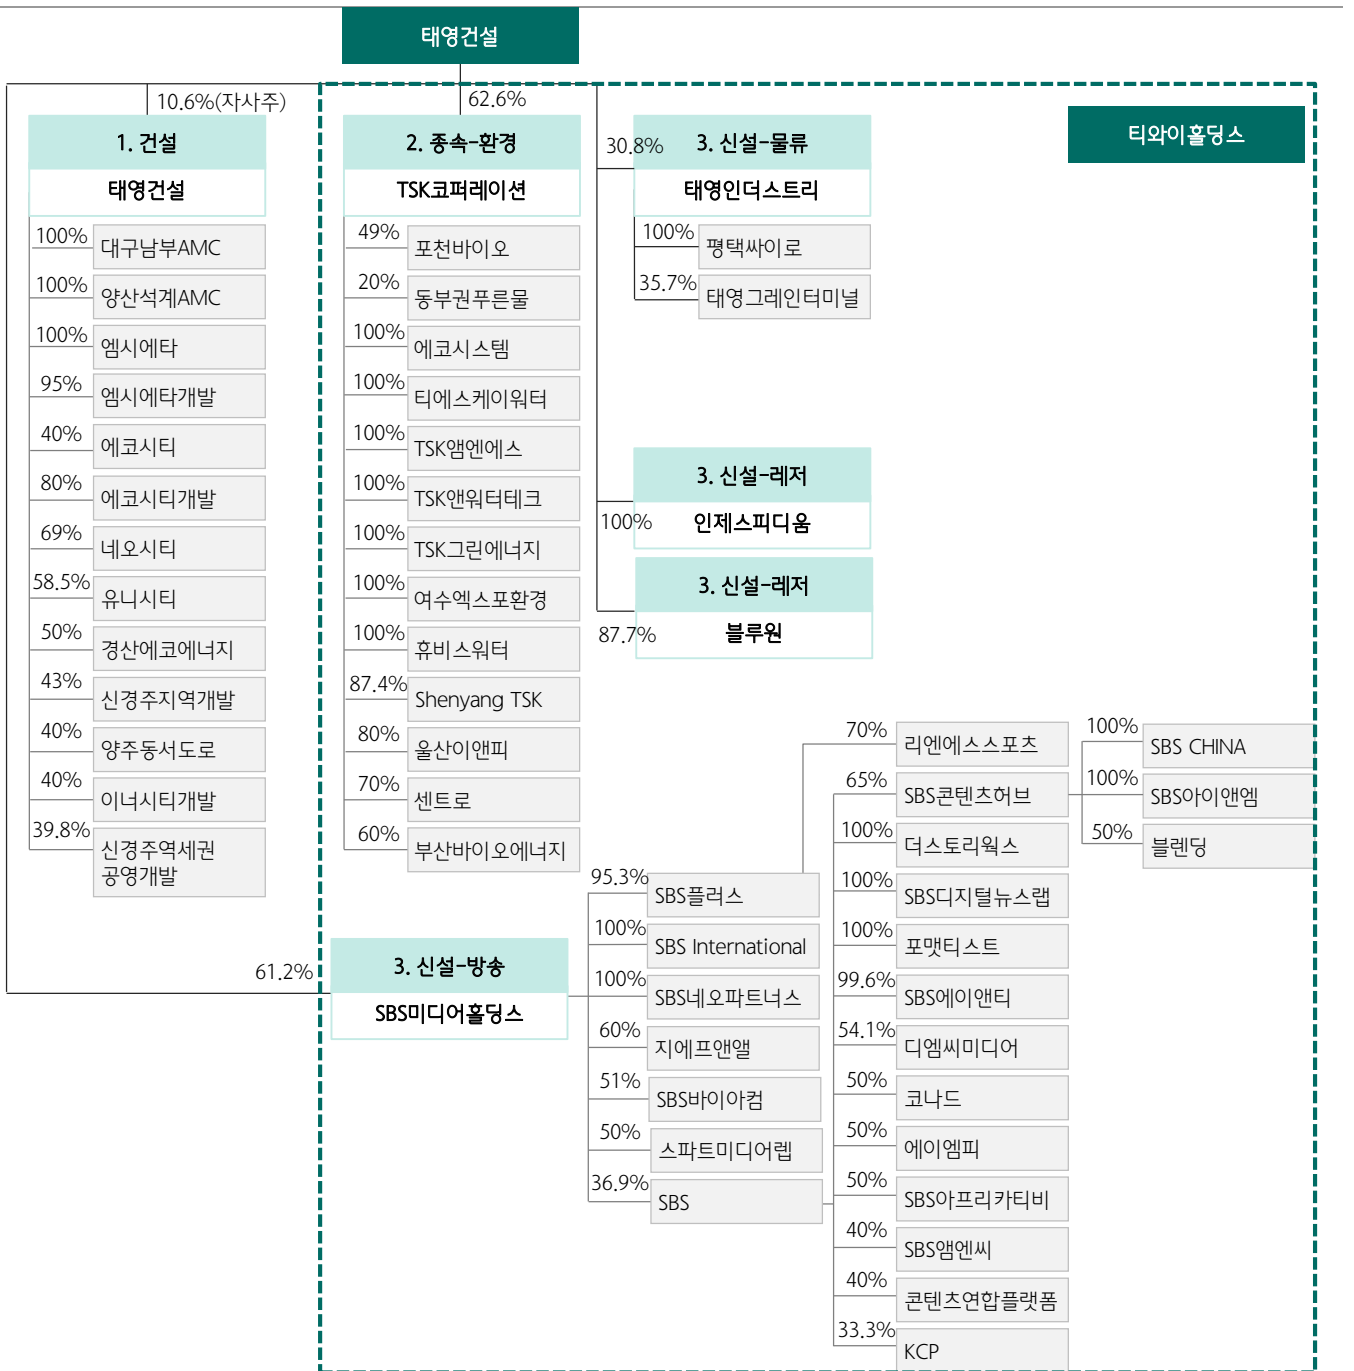 태영건설
10.6%(자사주)
62.6%
티와이홀딩스
1. 건설
태영건설
100%
대구남부AMC
100%
양산석계AMC
100%
엠시에타
95%
엠시에타개발
40%
에코시티
80%
에코시티개발
69%
네오시티
58.5%
유니시티
50%
경산에코에너지
43%
신경주지역개발
40%
양주동서도로
40%
이너시티개발
39.8%
신경주역세권
공영개발
2. 종속-환경
TSK코퍼레이션
49%
포천바이오
20%
동부권푸른물
100%
에코시스템
100%
티에스케이워터
100%
TSK앰엔에스
100%
TSK앤워터테크
100%
TSK그린에너지
100%
여수엑스포환경
100%
휴비스워터
87.4%
Shenyang TSK
80%
울산이앤피
70%
센트로
60%
부산바이오에너지
30.8%
3. 신설-물류
태영인더스트리
100%
평택싸이로
35.7%
태영그레인터미널
3. 신설-레저
100%
인제스피디움
3. 신설-레저
87.7%
블루원
61.2%
3. 신설-방송
SBS미디어홀딩스
95.3%
SBS플러스
100%
SBS International
100%
SBS네오파트너스
60%
지에프앤앨
51%
SBS바이아컴
50%
스파트미디어렙
36.9%
SBS
70%
리엔에스스포츠
65%
SBS콘텐츠허브
100%
더스토리웍스
100%
SBS디지털뉴스랩
100%
포맷티스트
99.6%
SBS에이앤티
54.1%
디엠씨미디어
50%
코나드
50%
에이엠피
50%
SBS아프리카티비
40%
SBS앰엔씨
40%
콘텐츠연합플랫폼
33.3%
KCP
100%
SBS CHINA
100%
SBS아이앤엠
50%
블렌딩